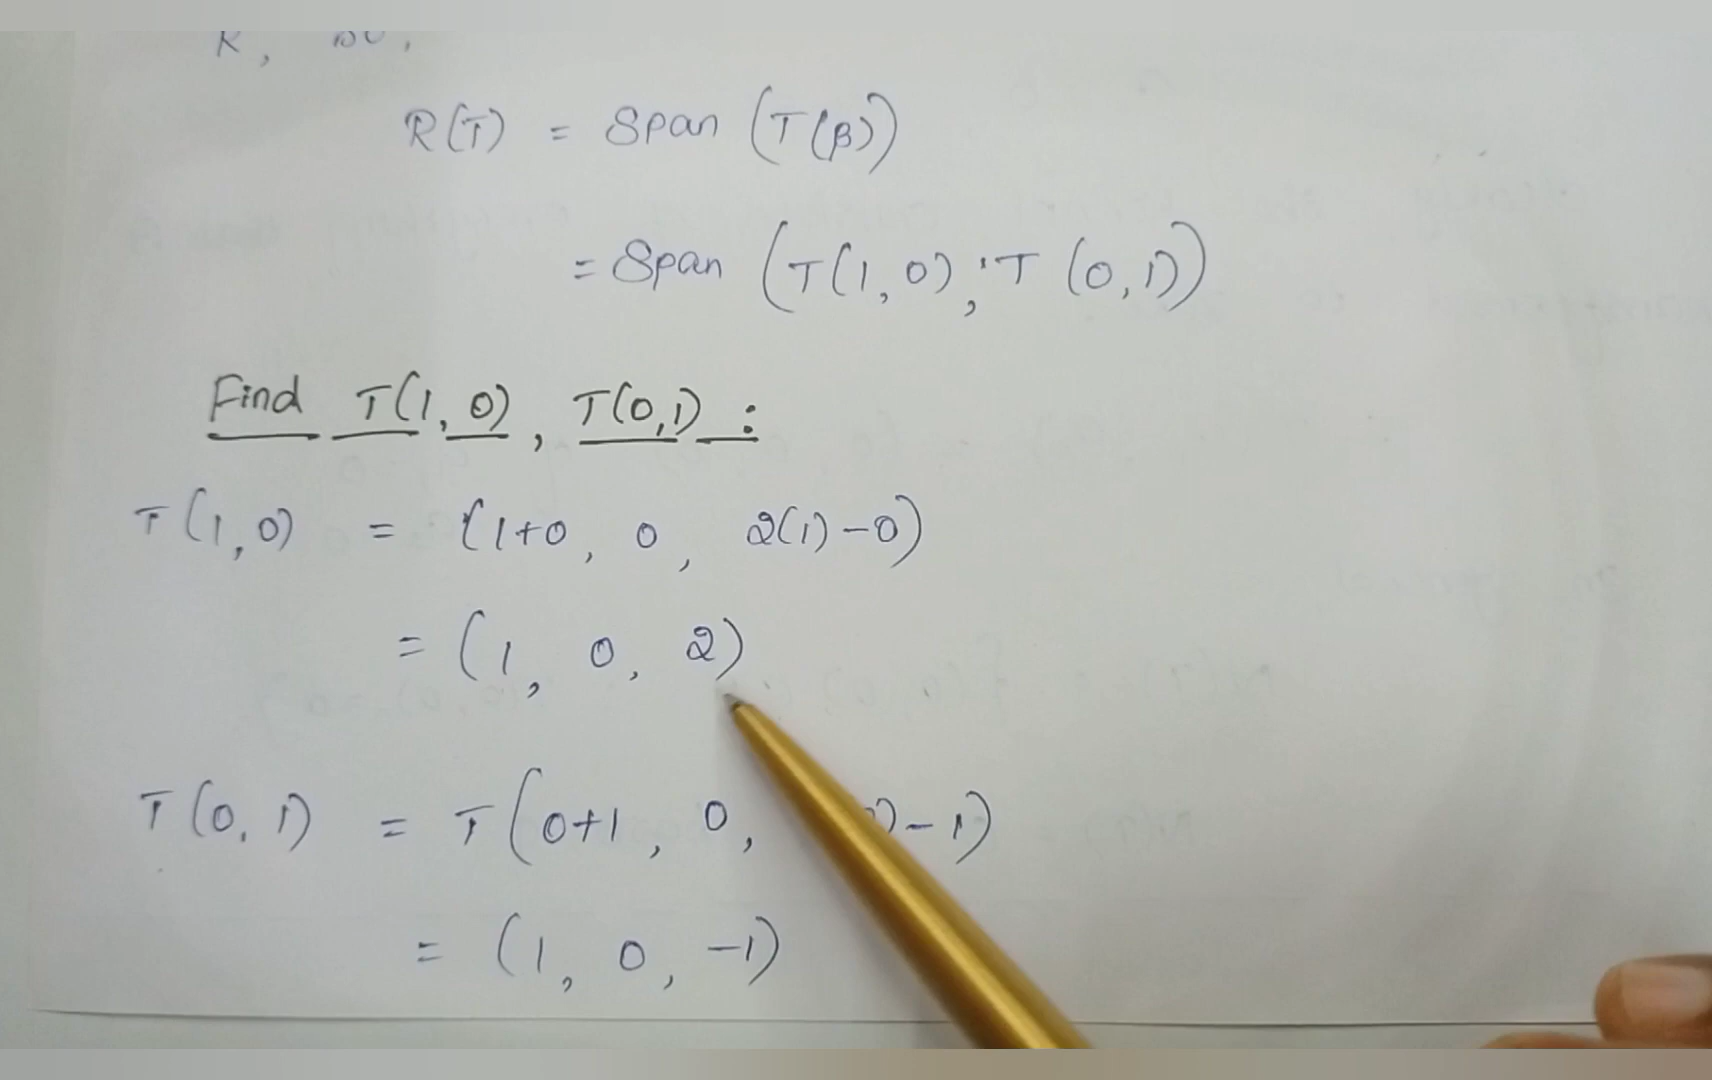 R(T) = Span (T(β))
= Span (T(1,0), T(0,1))
Find T(1,0), T(0,1) :
T(1,0) = (1+0, 0, 2(1)-0)
= (1, 0, 2)
T(0,1) = T(0+1, 0, )-1)
= (1, 0, -1)